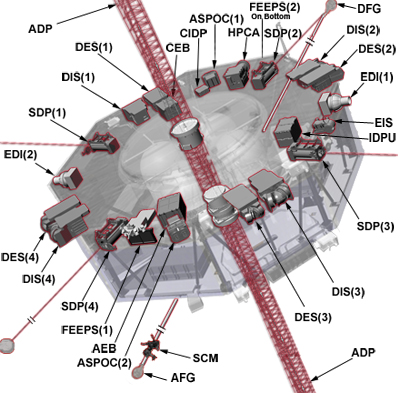 ADP
ASPOC(1)
FEEPS(2)
On Bottom
DFG
DES(1)
CIDP
HPCA
SDP(2)
DIS(2)
CEB
DES(2)
DIS(1)
EDI(1)
SDP(1)
EIS
IDPU
EDI(2)
SDP(3)
DES(4)
DIS(4)
SDP(4)
DIS(3)
FEEPS(1)
DES(3)
AEB
ASPOC(2)
SCM
ADP
AFG